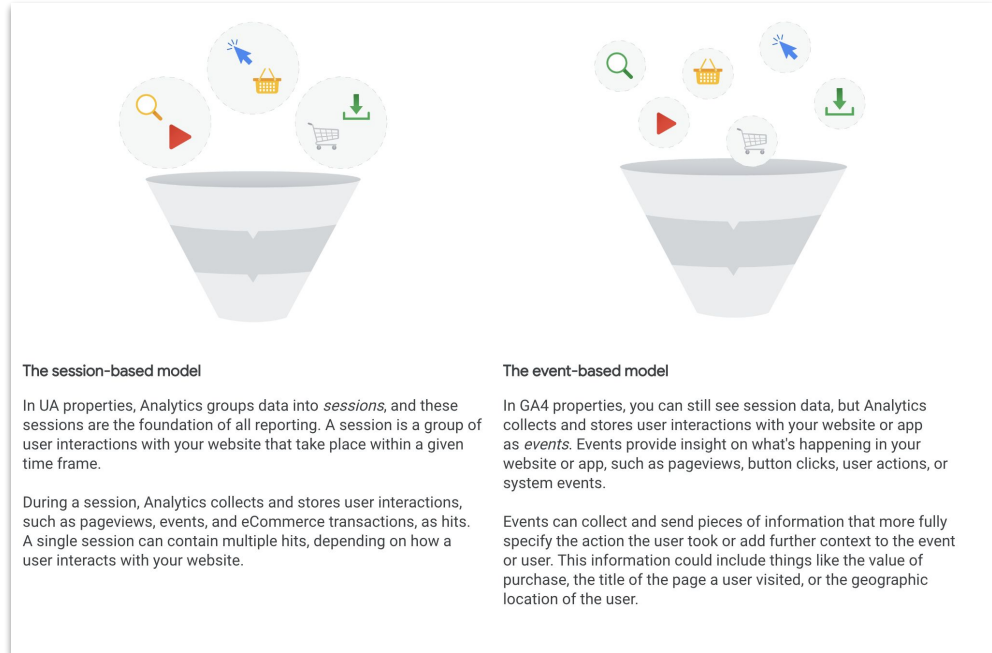 The session-based model
In UA properties, Analytics groups data into sessions, and these
sessions are the foundation of all reporting. A session is a group of
user interactions with your website that take place within a given
time frame.
During a session, Analytics collects and stores user interactions,
such as pageviews, events, and eCommerce transactions, as hits.
A single session can contain multiple hits, depending on how a
user interacts with your website.
The event-based model
In GA4 properties, you can still see session data, but Analytics
collects and stores user interactions with your website or app
as events. Events provide insight on what's happening in your
website or app, such as pageviews, button clicks, user actions, or
system events.
Events can collect and send pieces of information that more fully
specify the action the user took or add further context to the event
or user. This information could include things like the value of
purchase, the title of the page a user visited, or the geographic
location of the user.